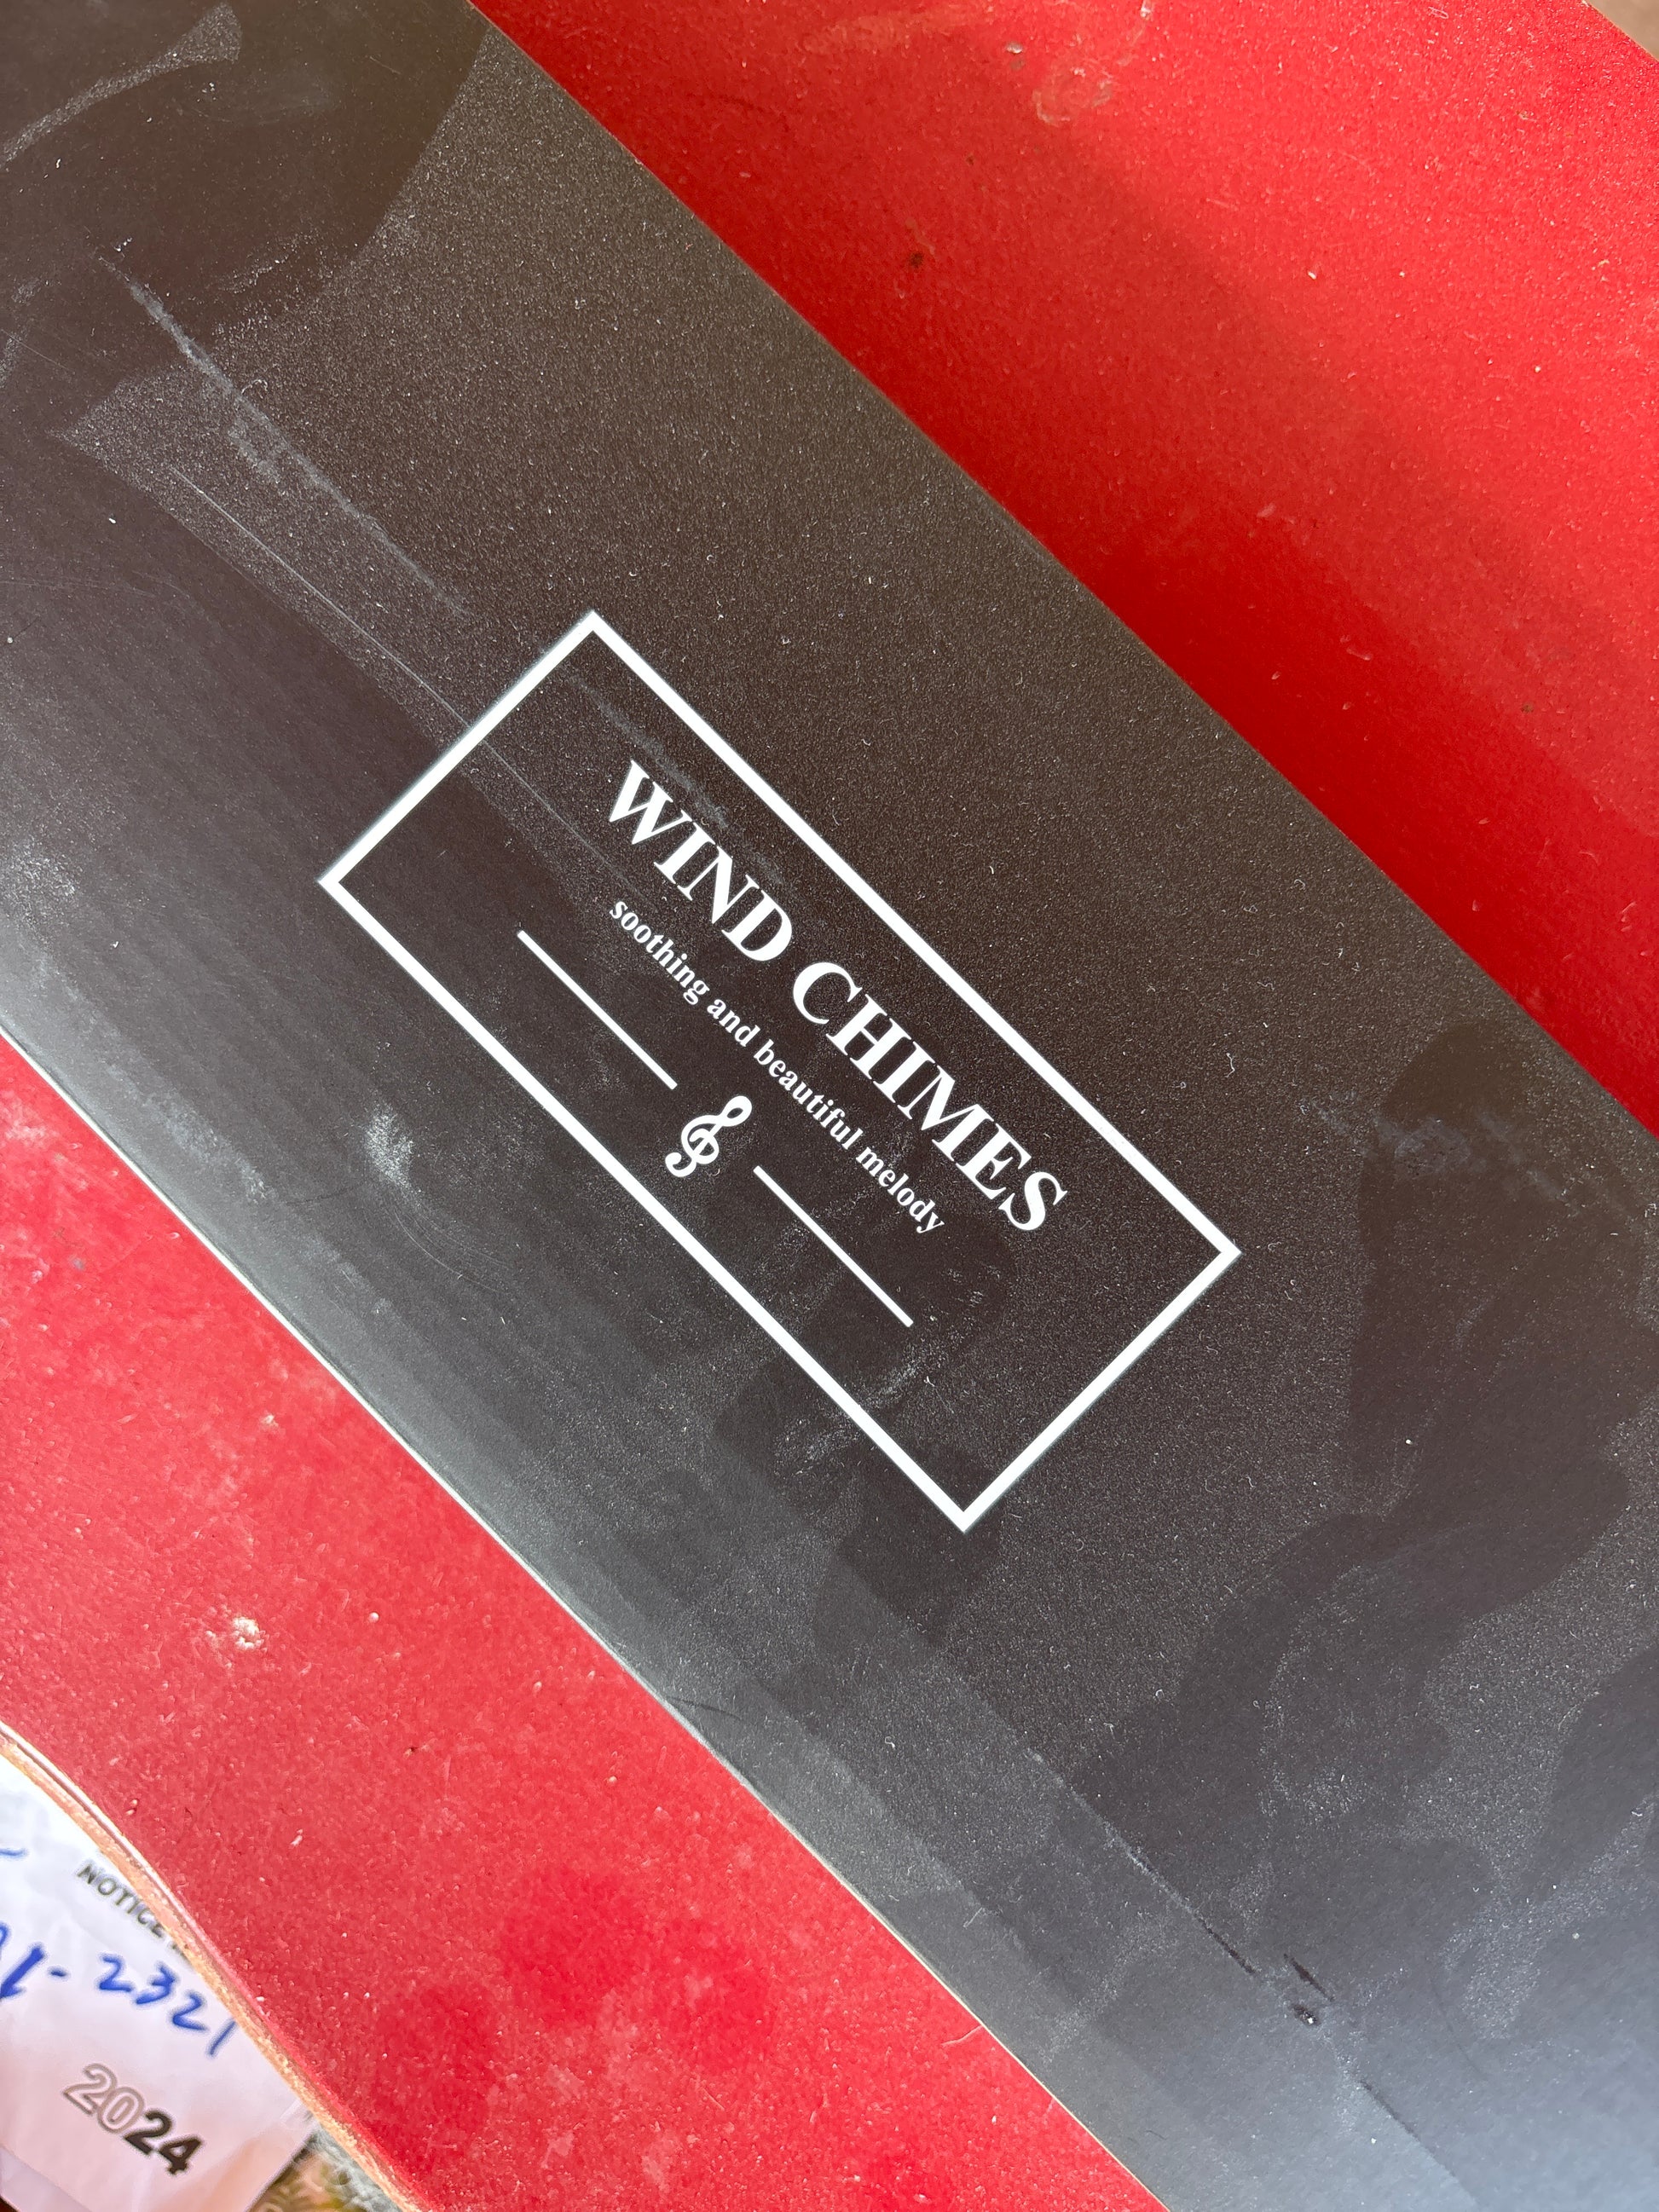 WIND CHIMES
soothing and beautiful melody
NOTICE
-2321
2024